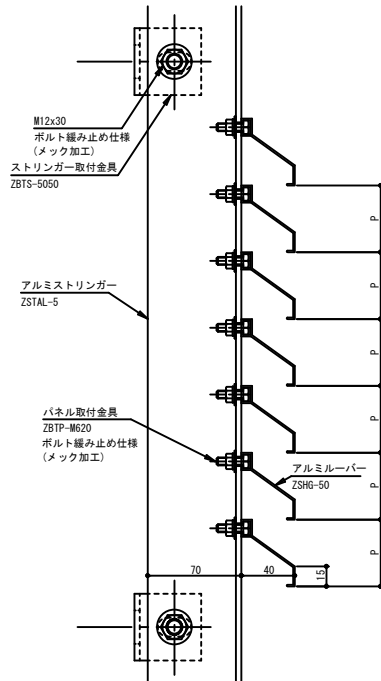 M12x30
ボルト緩み止め仕様
(メック加工)
ストリンガー取付金具
ZBTS-5050
アルミストリンガー
ZSTAL-5
パネル取付金具
ZBTP-M620
ボルト緩み止め仕様
(メック加工)
アルミルーバー
ZSHG-50
P
P
P
P
P
P
70
40
15